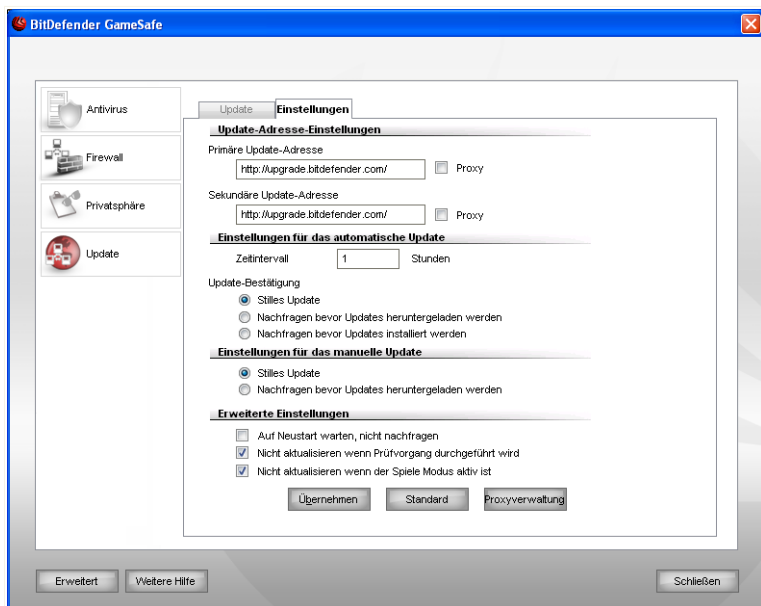 BitDefender GameSafe
Antivirus
Firewall
Privatsphäre
Update
Update Einstellungen
Update-Adresse-Einstellungen
Primäre Update-Adresse
http://upgrade.bitdefender.com/ Proxy
Sekundäre Update-Adresse
http://upgrade.bitdefender.com/ Proxy
Einstellungen für das automatische Update
Zeitintervall 1 Stunden
Update-Bestätigung
Stilles Update
Nachfragen bevor Updates heruntergeladen werden
Nachfragen bevor Updates installiert werden
Einstellungen für das manuelle Update
Stilles Update
Nachfragen bevor Updates heruntergeladen werden
Erweiterte Einstellungen
Auf Neustart warten, nicht nachfragen
Nicht aktualisieren wenn Prüfvorgang durchgeführt wird
Nicht aktualisieren wenn der Spiele Modus aktiv ist
Übernehmen Standard Proxyverwaltung
Erweitert Weitere Hilfe Schließen